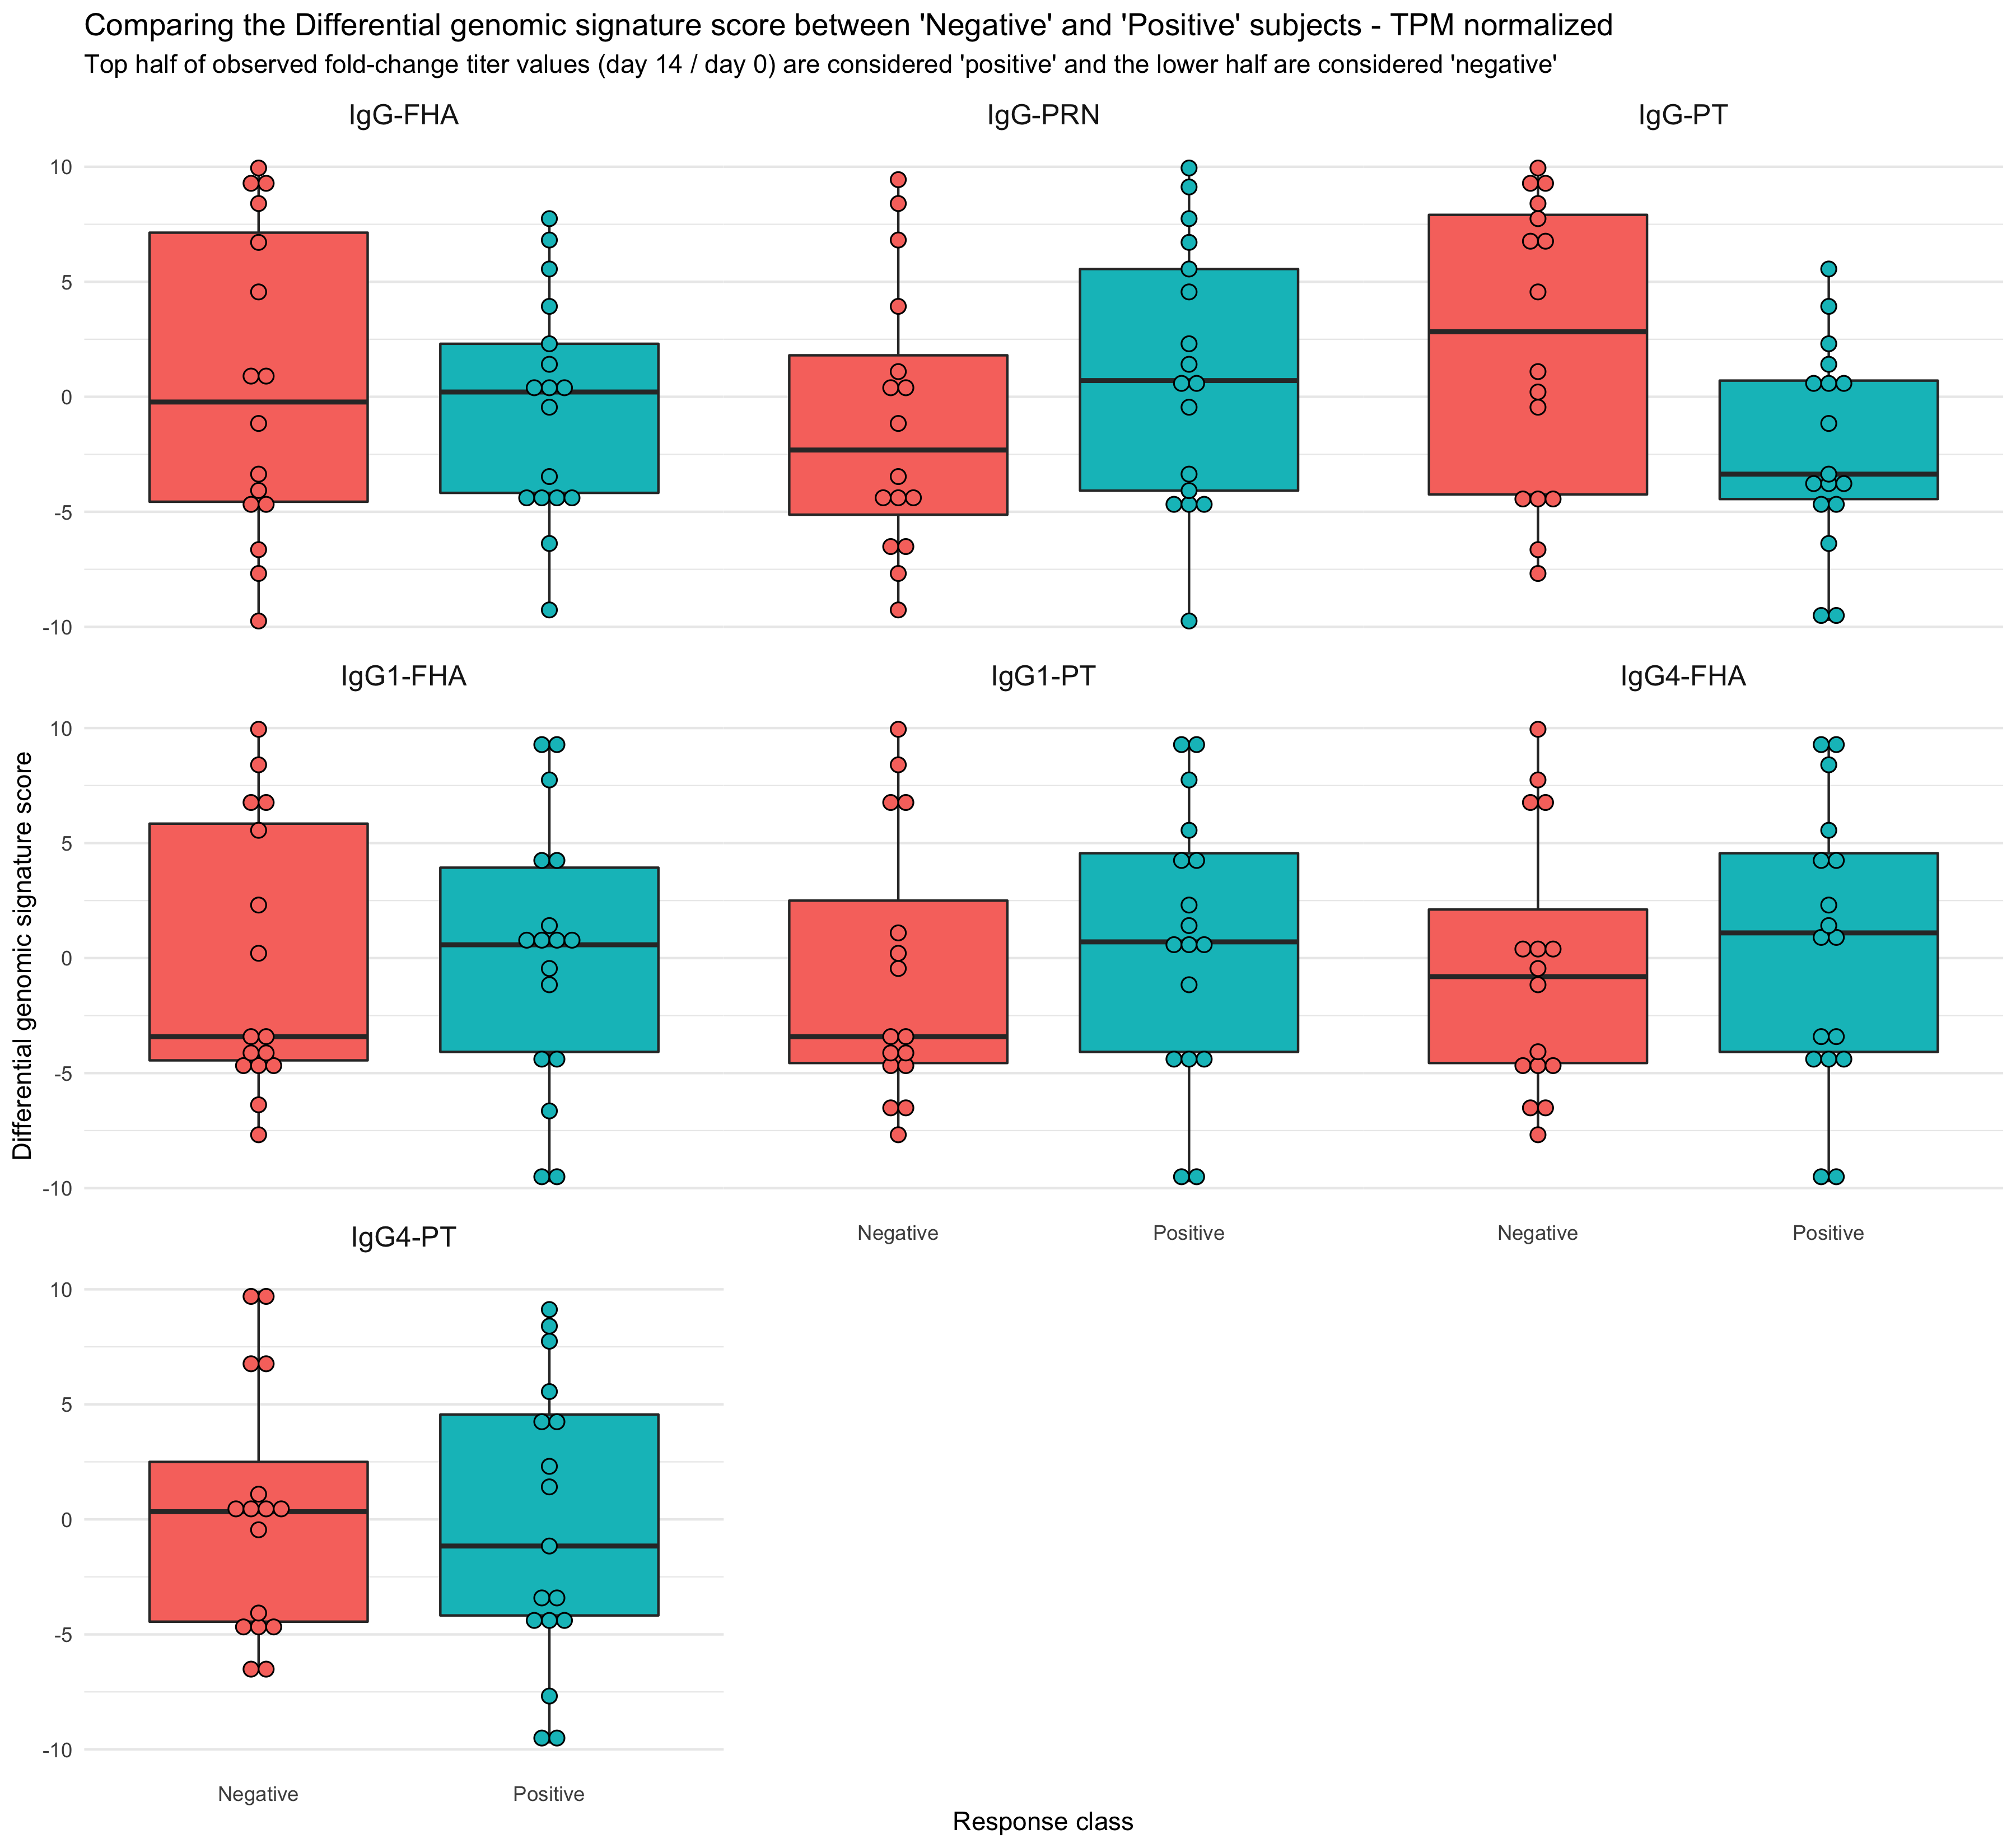 Comparing the Differential genomic signature score between 'Negative' and 'Positive' subjects - TPM normalized
Top half of observed fold-change titer values (day 14 / day 0) are considered 'positive' and the lower half are considered 'negative'
IgG-FHA
IgG-PRN
IgG-PT
10
5
0
-5
-10
IgG1-FHA
IgG1-PT
IgG4-FHA
10
5
0
-5
-10
Differential genomic signature score
Negative
Positive
Negative
Positive
IgG4-PT
10
5
0
-5
-10
Negative
Positive
Response class